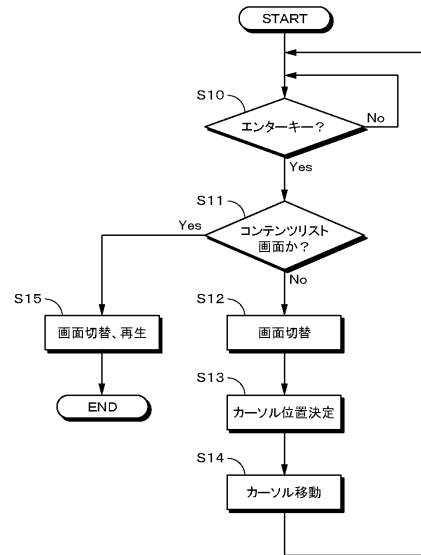 START
S10
エンターキー？
No
Yes
S11
コンテンツリスト
画面か？
Yes
No
S15
画面切替、再生
END
S12
画面切替
S13
カーソル位置決定
S14
カーソル移動